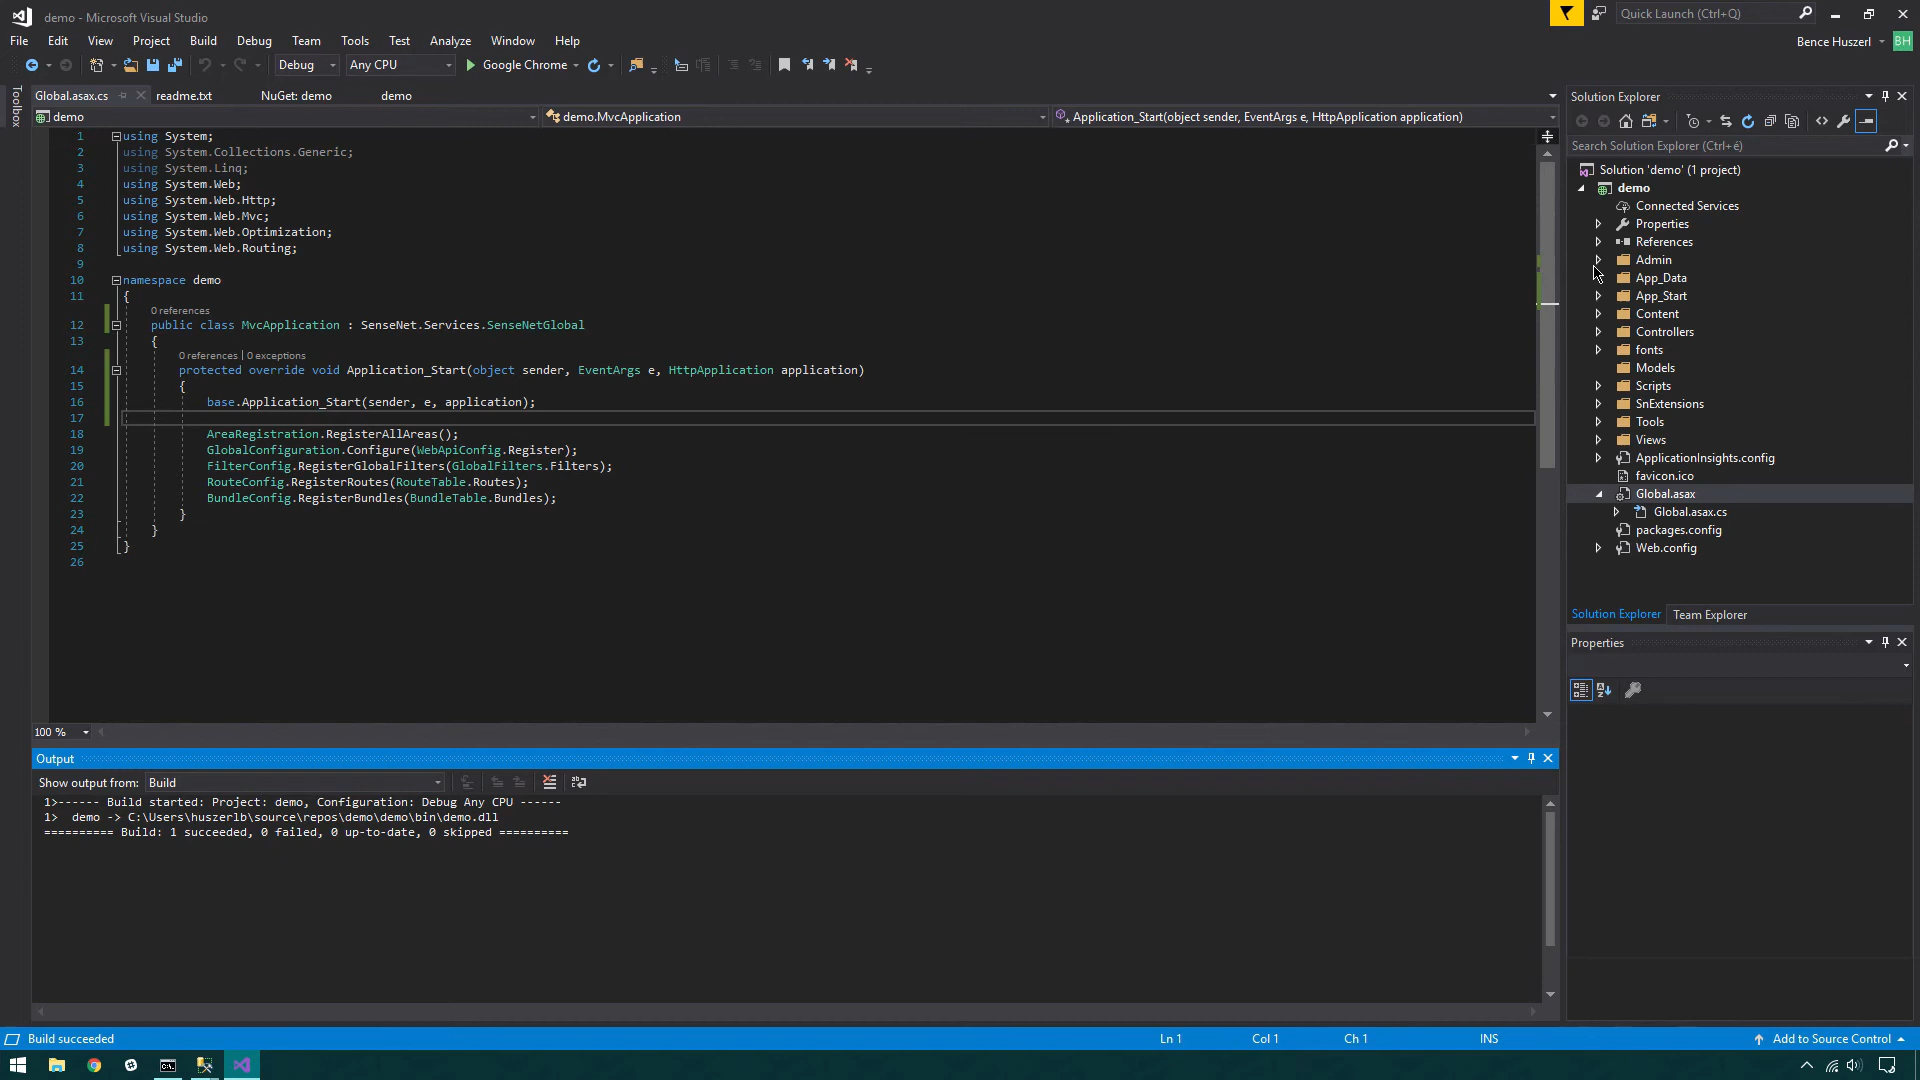 demo - Microsoft Visual Studio
Quick Launch (Ctrl+Q)
File Edit View Project Build Debug Team Tools Test Analyze Window Help
Bence Huszerl BH
Debug Any CPU Google Chrome
Toolbox
Global.asax.cs readme.txt NuGet: demo demo
demo demo.MvcApplication Application_Start(object sender, EventArgs e, HttpApplication application)
1 using System;
2 using System.Collections.Generic;
3 using System.Linq;
4 using System.Web;
5 using System.Web.Http;
6 using System.Web.Mvc;
7 using System.Web.Optimization;
8 using System.Web.Routing;
9
10 namespace demo
11 {
0 references
12 public class MvcApplication : SenseNet.Services.SenseNetGlobal
13 {
0 references | 0 exceptions
14 protected override void Application_Start(object sender, EventArgs e, HttpApplication application)
15 {
16 base.Application_Start(sender, e, application);
17
18 AreaRegistration.RegisterAllAreas();
19 GlobalConfiguration.Configure(WebApiConfig.Register);
20 FilterConfig.RegisterGlobalFilters(GlobalFilters.Filters);
21 RouteConfig.RegisterRoutes(RouteTable.Routes);
22 BundleConfig.RegisterBundles(BundleTable.Bundles);
23 }
24 }
25 }
26
100 %
Output
Show output from: Build
1>------ Build started: Project: demo, Configuration: Debug Any CPU ------
1> demo -> C:\Users\huszerlb\source\repos\demo\demo\bin\demo.dll
========== Build: 1 succeeded, 0 failed, 0 up-to-date, 0 skipped ==========
Solution Explorer
Search Solution Explorer (Ctrl+é)
Solution 'demo' (1 project)
demo
Connected Services
Properties
References
Admin
App_Data
App_Start
Content
Controllers
fonts
Models
Scripts
SnExtensions
Tools
Views
ApplicationInsights.config
favicon.ico
Global.asax
Global.asax.cs
packages.config
Web.config
Solution Explorer Team Explorer
Properties
Build succeeded Ln 1 Col 1 Ch 1 INS Add to Source Control